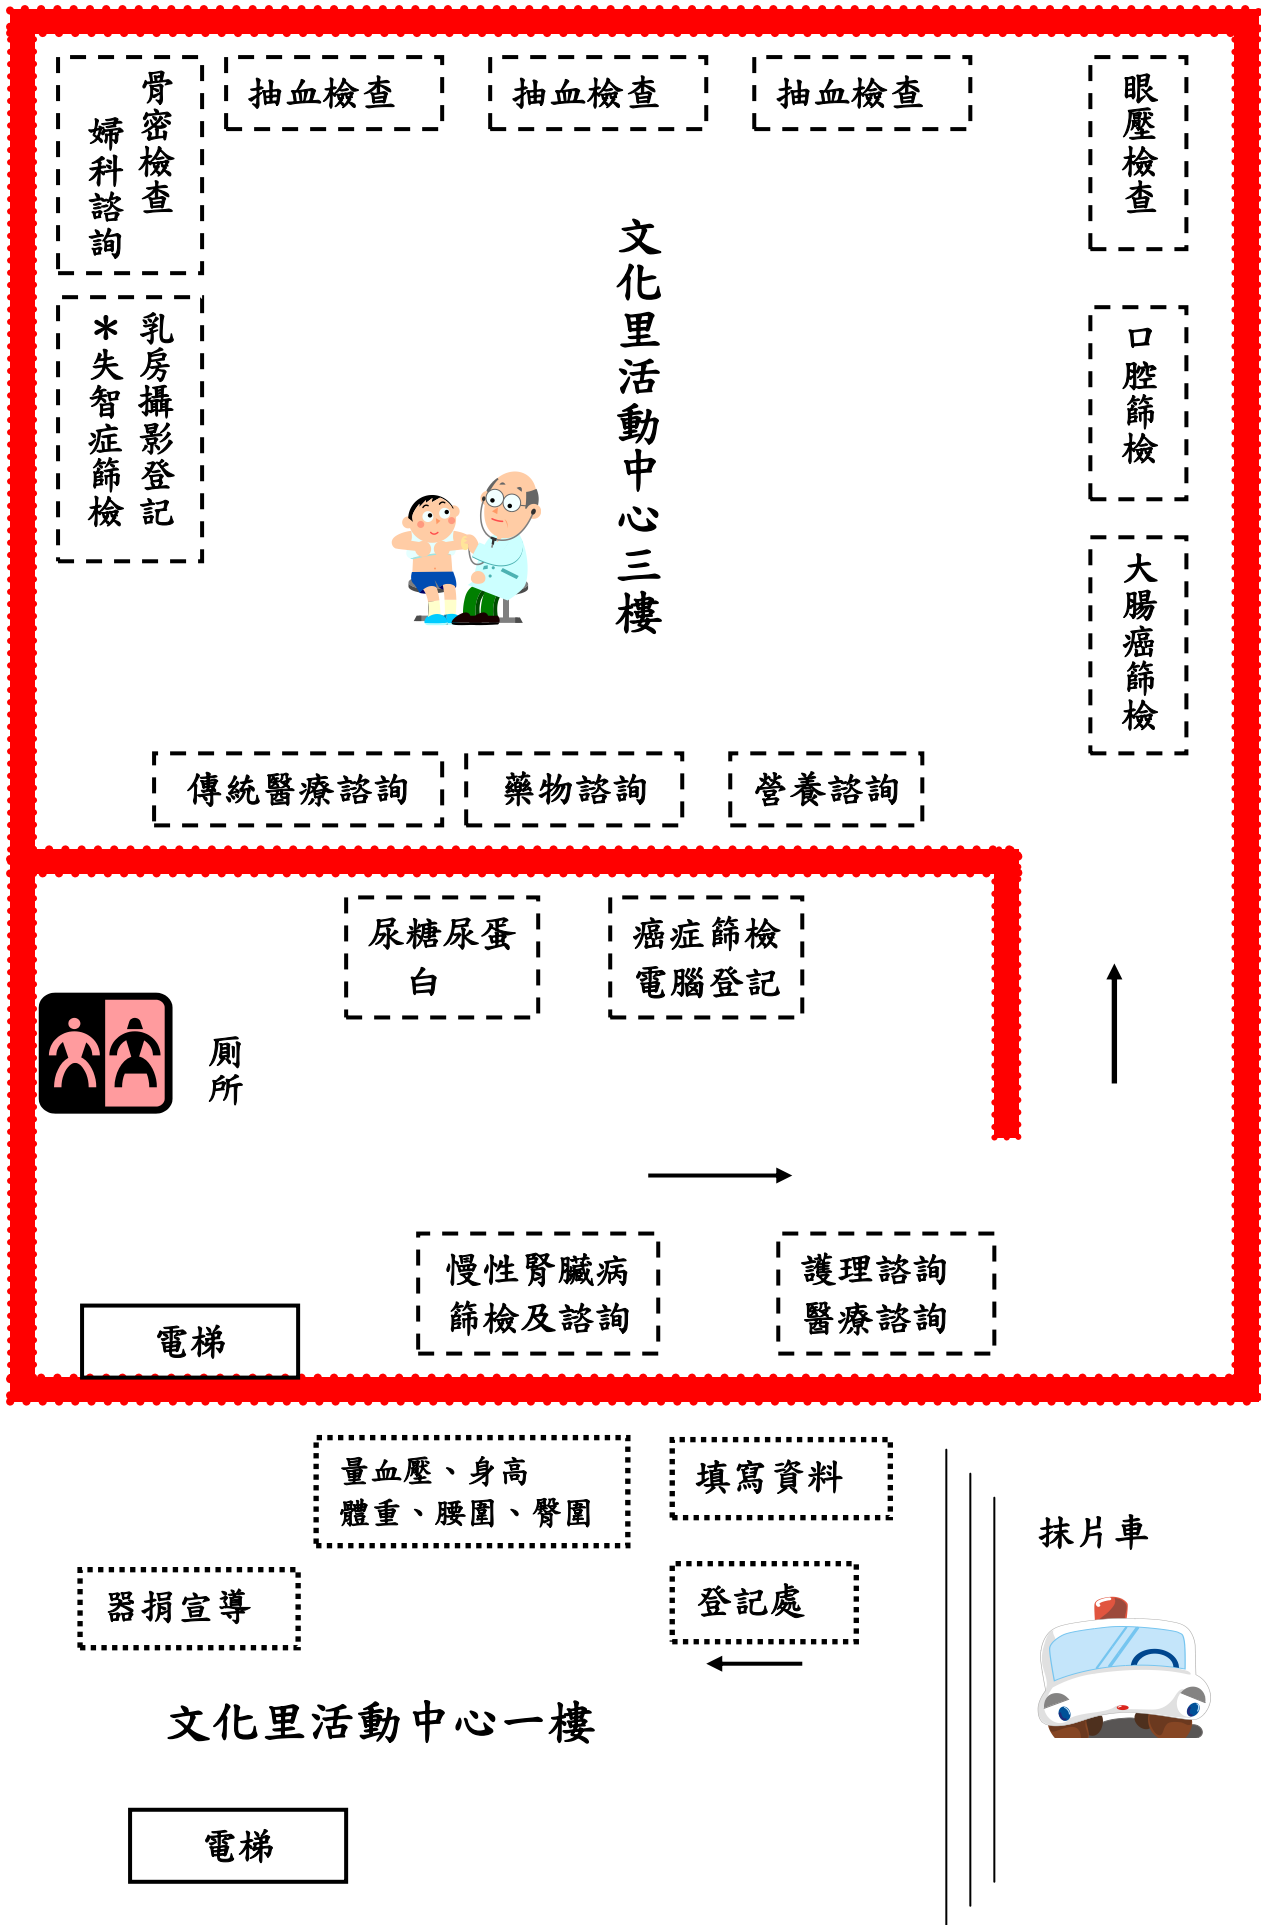 骨密檢查
婦科諮詢
抽血檢查
抽血檢查
抽血檢查
眼壓檢查
文化里活動中心三樓
乳房攝影登記
＊失智症篩檢
口腔篩檢
大腸癌篩檢
傳統醫療諮詢
藥物諮詢
營養諮詢
尿糖尿蛋
白
癌症篩檢
電腦登記
厠所
慢性腎臟病
篩檢及諮詢
護理諮詢
醫療諮詢
電梯
量血壓、身高
體重、腰圍、臀圍
填寫資料
抹片車
器捐宣導
登記處
文化里活動中心一樓
電梯